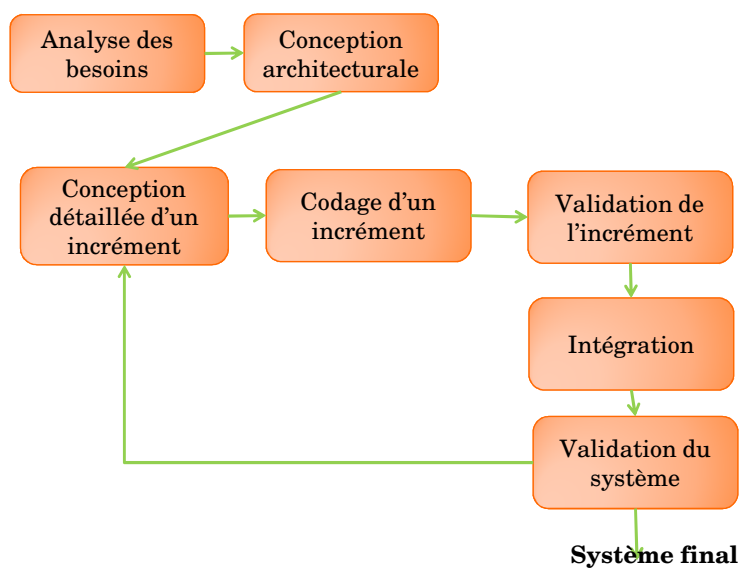 Analyse des
besoins
Conception
architecturale
Conception
détaillée d’un
incrément
Codage d’un
incrément
Validation de
l’incrément
Intégration
Validation du
système
Système final